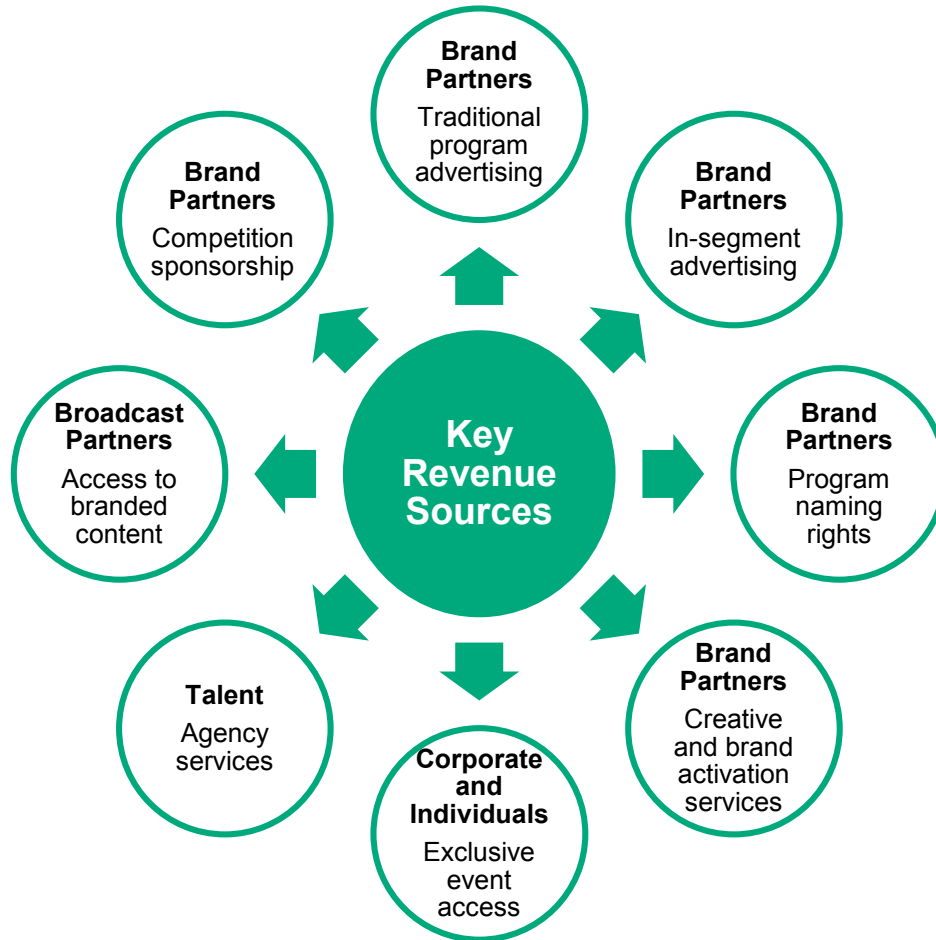 Brand
Partners
Traditional
program
advertising
Brand
Partners
In-segment
advertising
Brand
Partners
Program
naming
rights
Brand
Partners
Creative
and brand
activation
services
Corporate
and
Individuals
Exclusive
event
access
Talent
Agency
services
Broadcast
Partners
Access to
branded
content
Brand
Partners
Competition
sponsorship
Key
Revenue
Sources